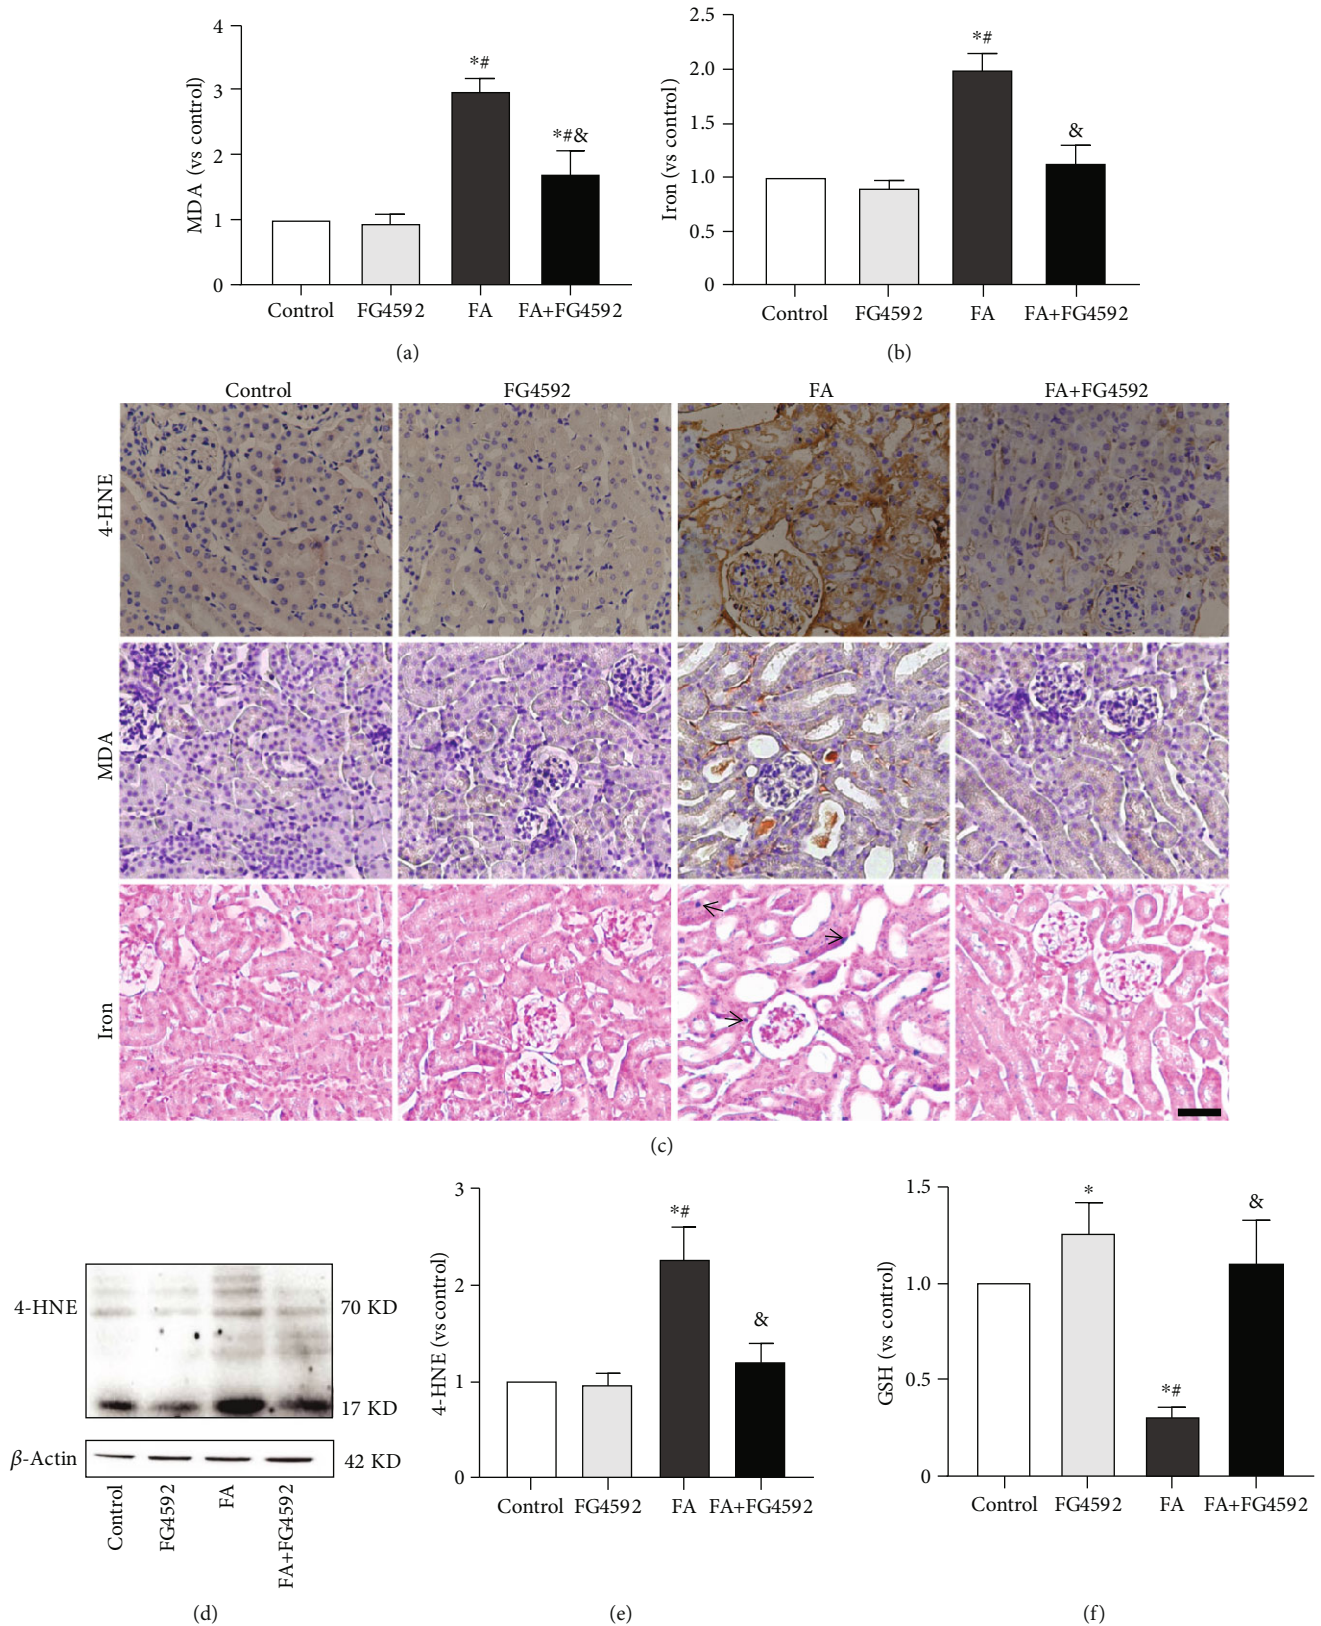 4
3
2
1
0
MDA (vs control)
*#
*#&
Control
FG4592
FA
FA+FG4592
(a)
2.5
2.0
1.5
1.0
0.5
0
Iron (vs control)
*#
&
Control
FG4592
FA
FA+FG4592
(b)
Control
FG4592
FA
FA+FG4592
4-HNE
MDA
Iron
(c)
4-HNE
70 KD
17 KD
β-Actin
42 KD
Control
FG4592
FA
FA+FG4592
(d)
3
2
1
0
4-HNE (vs control)
*#
&
Control
FG4592
FA
FA+FG4592
(e)
1.5
1.0
0.5
0
GSH (vs control)
*
*#
&
Control
FG4592
FA
FA+FG4592
(f)